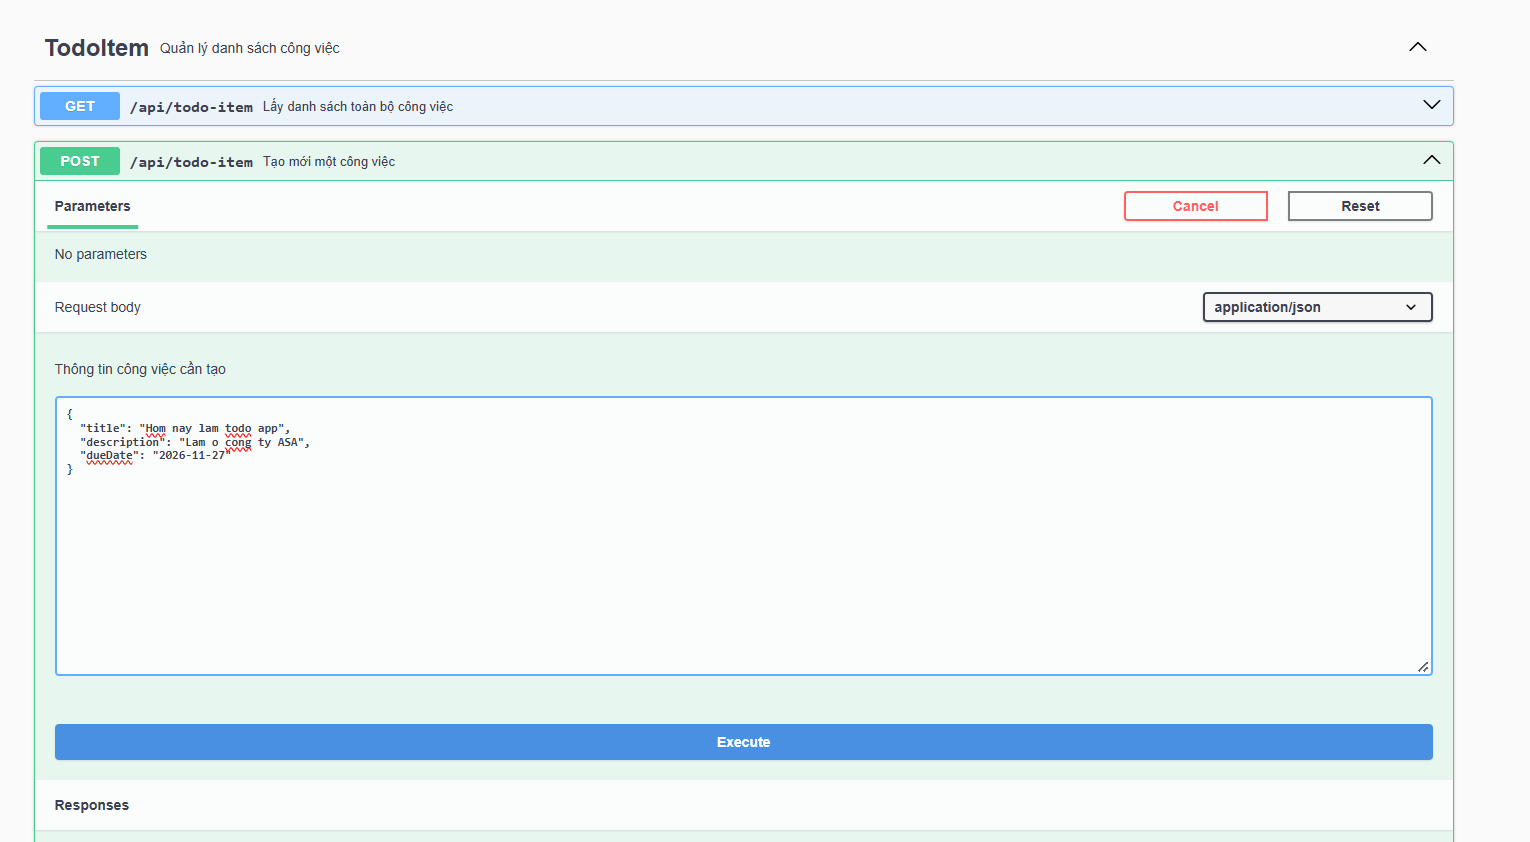 TodoItem Quản lý danh sách công việc
GET /api/todo-item Lấy danh sách toàn bộ công việc
POST /api/todo-item Tạo mới một công việc
Parameters Cancel Reset
No parameters
Request body application/json
Thông tin công việc cần tạo
{
"title": "Hom nay lam todo app",
"description": "Lam o cong ty ASA",
"dueDate": "2026-11-27"
}
Execute
Responses